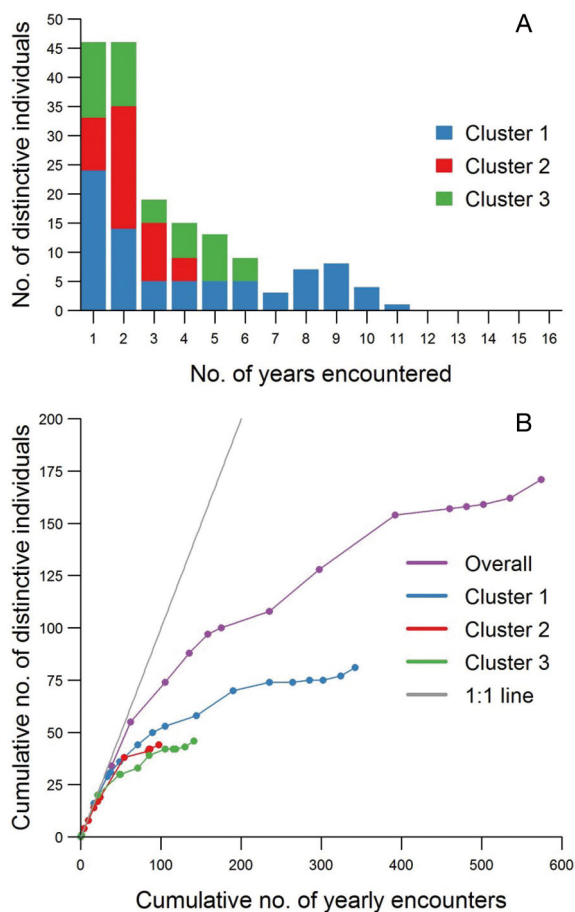 A
No. of distinctive individuals
50
45
40
35
30
25
20
15
10
5
0
Cluster 1
Cluster 2
Cluster 3
1 2 3 4 5 6 7 8 9 10 11 12 13 14 15 16
No. of years encountered
B
Cumulative no. of distinctive individuals
200
175
150
125
100
75
50
25
0
Overall
Cluster 1
Cluster 2
Cluster 3
1:1 line
0 100 200 300 400 500 600
Cumulative no. of yearly encounters